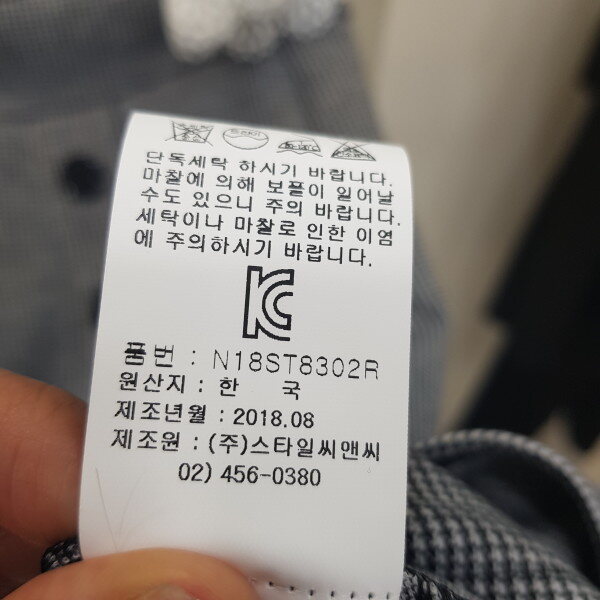 드라이
단독세탁 하시기 바랍니다.
마찰에 의해 보풀이 일어날
수도 있으니 주의 바랍니다.
세탁이나 마찰로 인한 이염
에 주의하시기 바랍니다.
KC
품번 : N18ST8302R
원산지 : 한 국
제조년월 : 2018.08
제조원 : (주)스타일씨앤씨
02) 456-0380